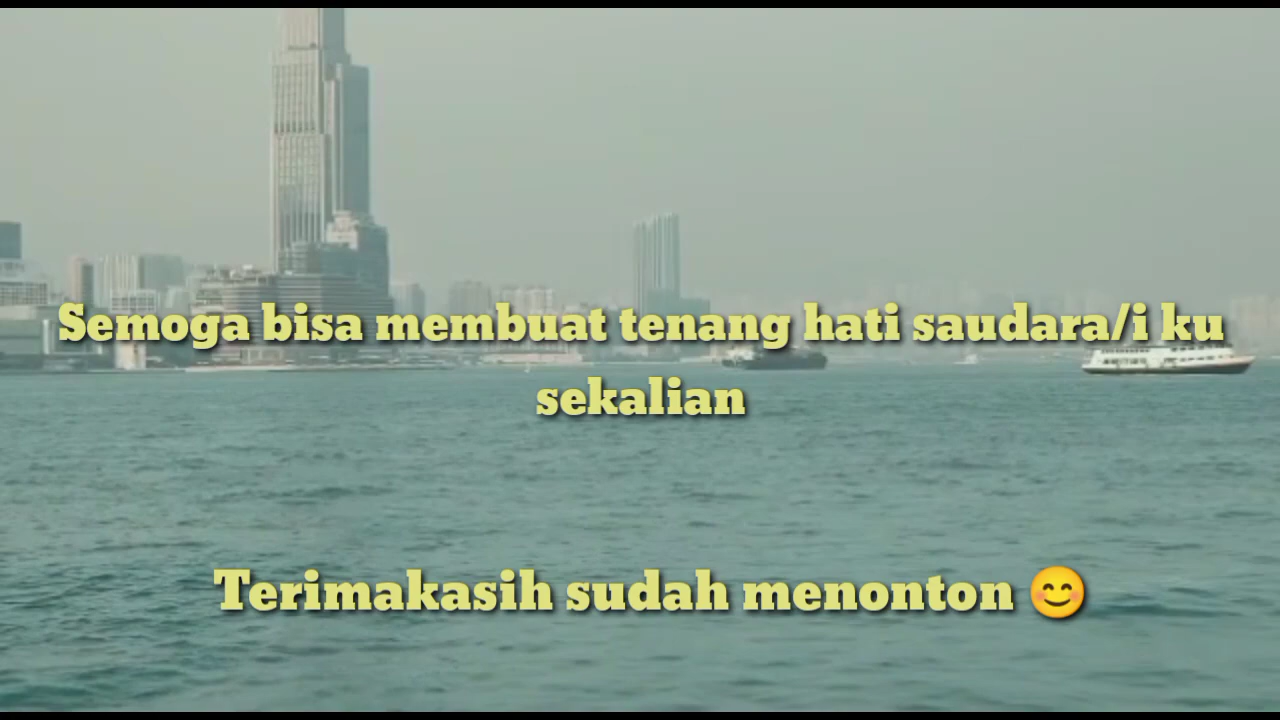 Semoga bisa membuat tenang hati saudara/i ku
sekalian
Terimakasih sudah menonton 😊